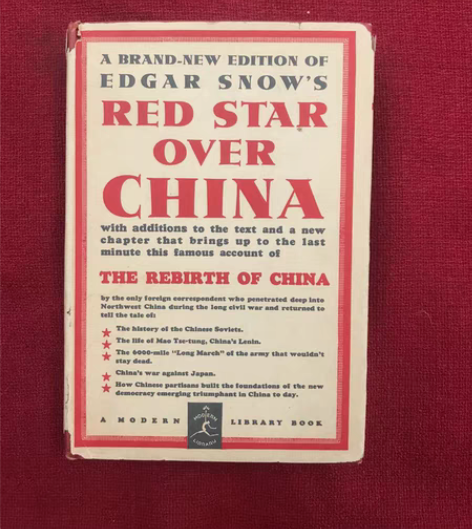 A BRAND-NEW EDITION OF
EDGAR SNOW'S
RED STAR
OVER
CHINA
with additions to the text and a new
chapter that brings up to the last
minute this famous account of
THE REBIRTH OF CHINA
by the only foreign correspondent who penetrated deep into
Northwest China during the long civil war and returned to
tell the tale of:
The history of the Chinese Soviets.
The life of Mao Tse-tung, China's Lenin.
The 6000-mile "Long March" of the army that wouldn't
stay dead.
China's war against Japan.
How Chinese partisans built the foundations of the new
democracy emerging triumphant in China to day.
A MODERN LIBRARY BOOK
MODERN
LIBRARY